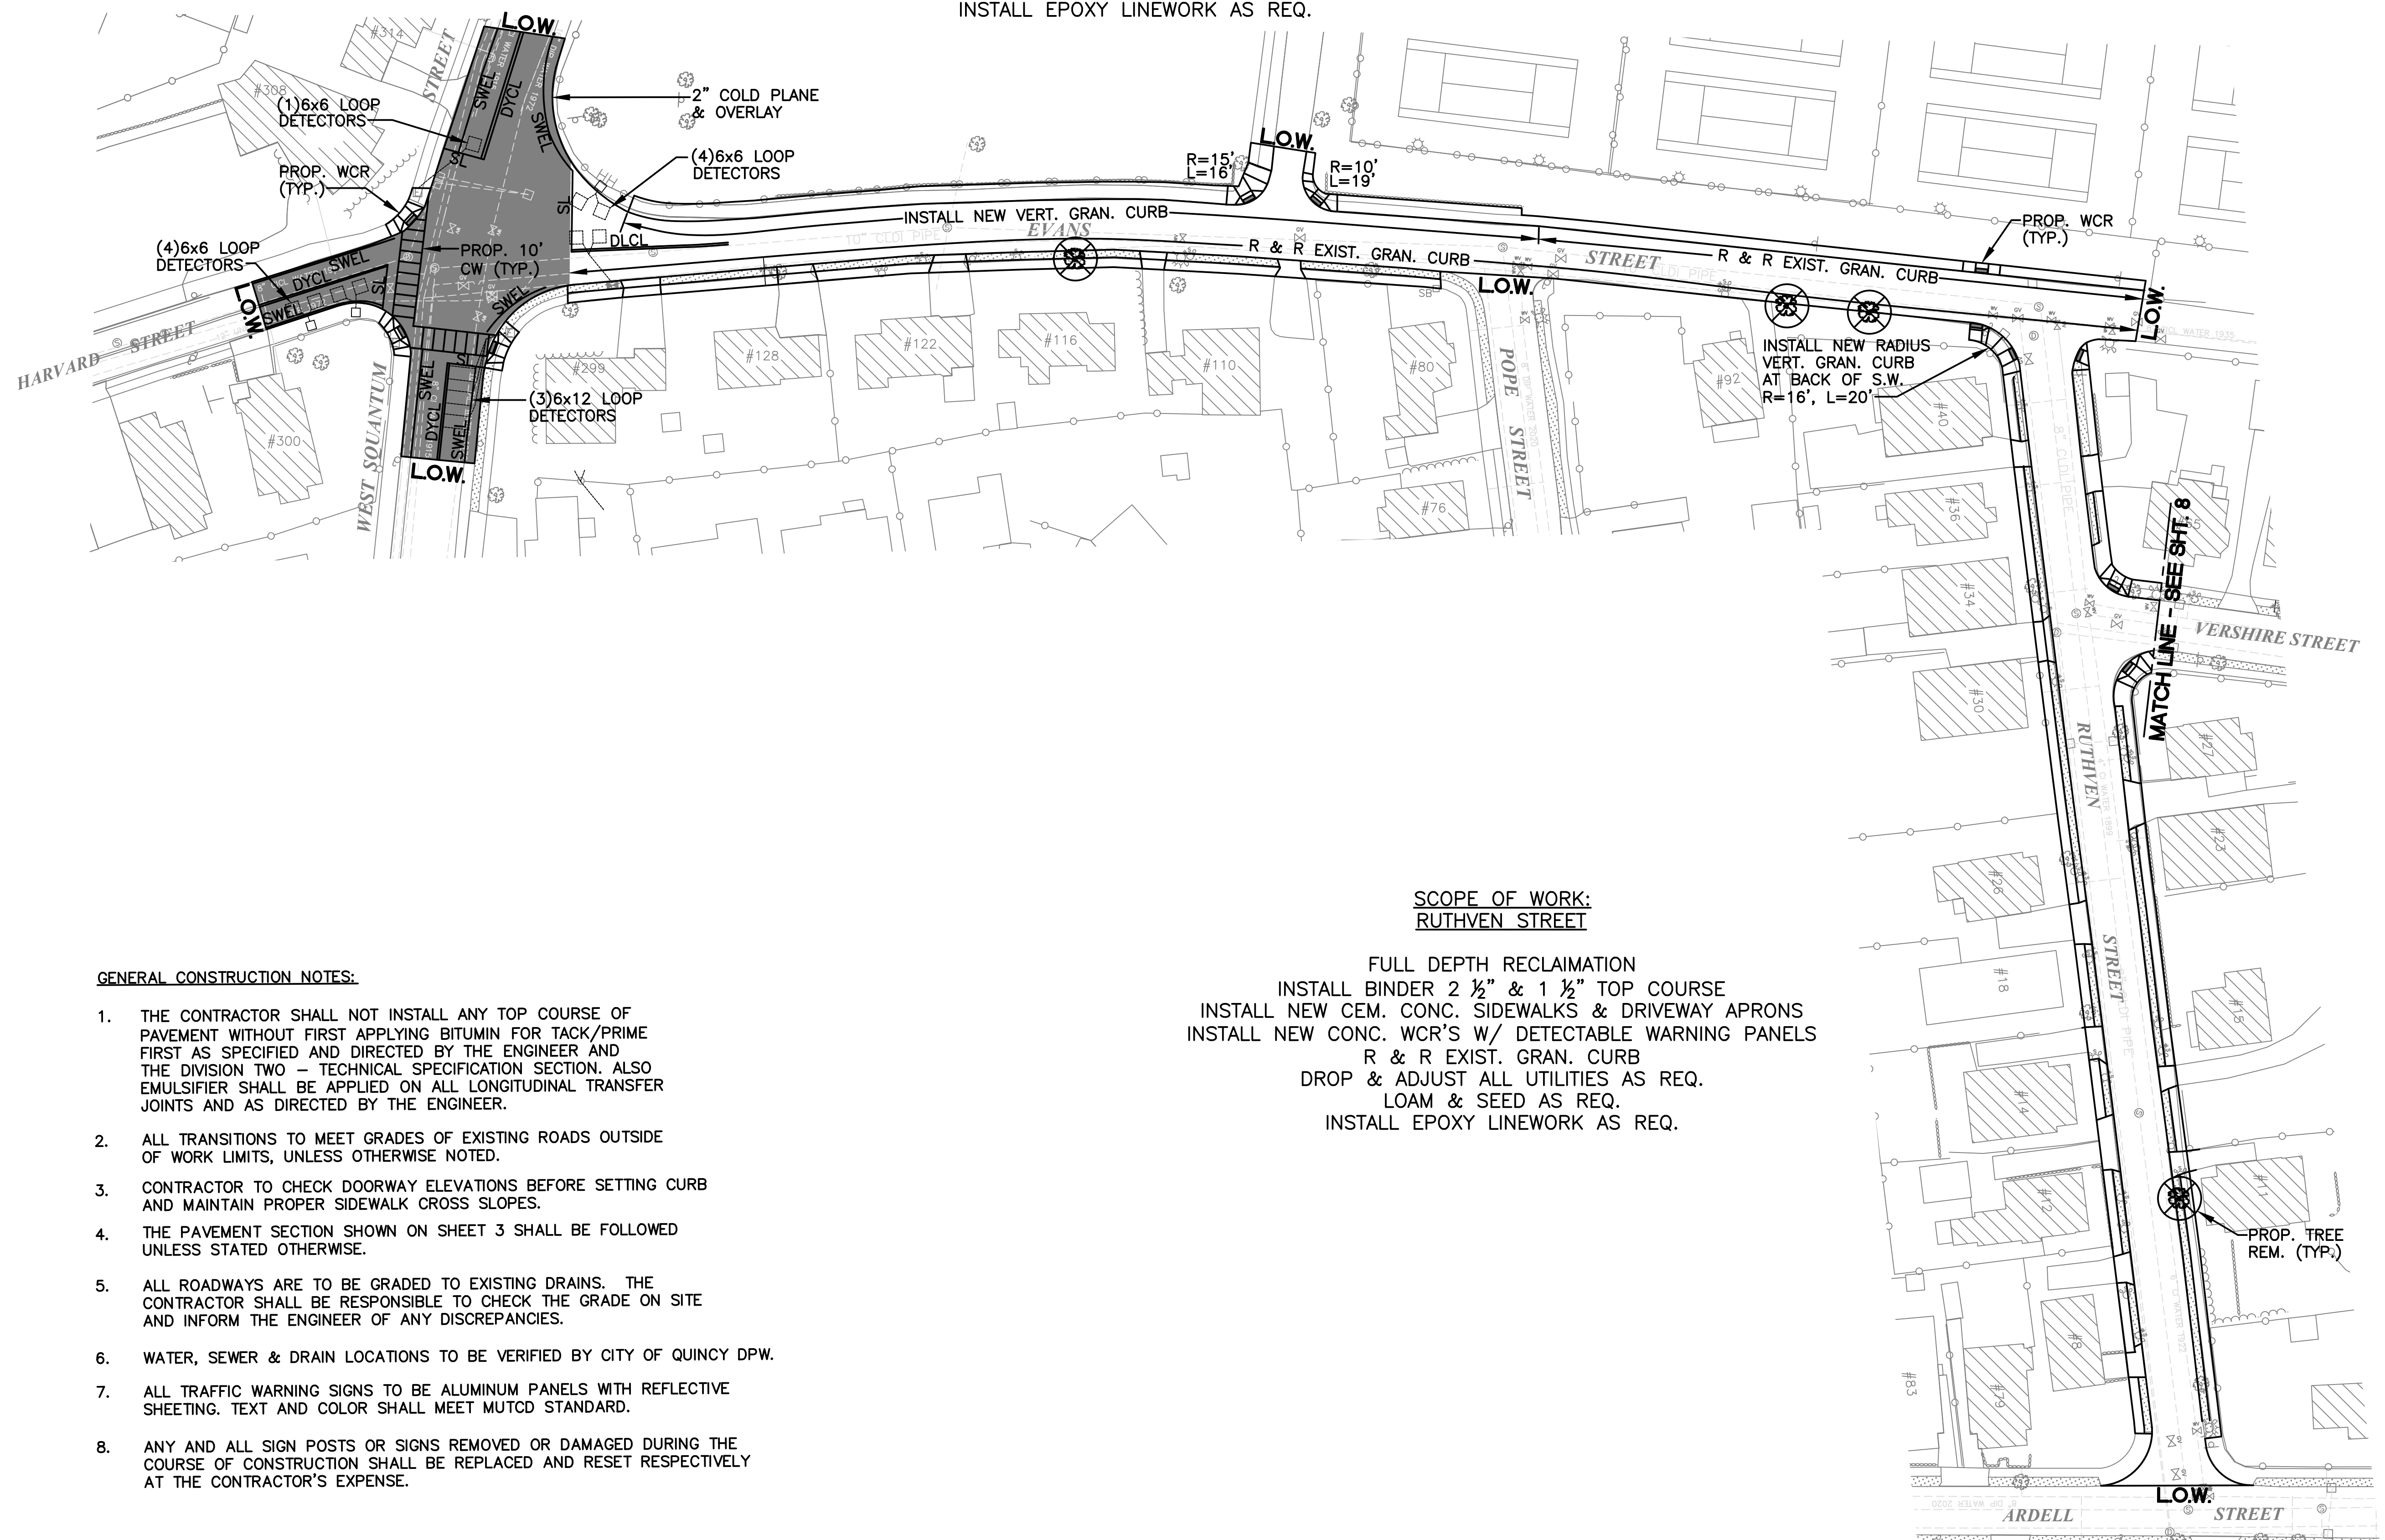 INSTALL EPOXY LINEWORK AS REQ.
L.O.W.
#314
STREET
#308
SWEL
DYCL
SWEL
(1)6x6 LOOP
DETECTORS
2" COLD PLANE
& OVERLAY
SL
PROP. WCR
(TYP.)
(4)6x6 LOOP
DETECTORS
SL
DLCL
(4)6x6 LOOP
DETECTORS
SWEL
DYCL
SWEL
SL
L.O.W.
PROP. 10'
CW (TYP.)
SWEL
HARVARD STREET
SL
SWEL
DYCL
SWEL
(3)6x12 LOOP
DETECTORS
L.O.W.
WEST SQUANTUM
#300
#299
#128
#122
#116
#110
#80
#76
#92
INSTALL NEW VERT. GRAN. CURB
10" CLDI PIPE
EVANS
STREET
R & R EXIST. GRAN. CURB
L.O.W.
R=15'
L=16'
R=10'
L=19'
R & R EXIST. GRAN. CURB
SB
L.O.W.
POPE STREET
PROP. WCR
(TYP.)
L.O.W.
INSTALL NEW RADIUS
VERT. GRAN. CURB
AT BACK OF S.W.
R=16', L=20'
#40
#36
#34
#30
8" CLDI PIPE
MATCH LINE - SEE SHT. 8
VERSHIRE STREET
RUTHVEN
STREET
#27
#23
#26
#18
#15
#14
#12
#11
#8
#83
#79
PROP. TREE
REM. (TYP.)
L.O.W.
8" DIP WATER 2020
ARDELL STREET
SCOPE OF WORK:
RUTHVEN STREET
FULL DEPTH RECLAIMATION
INSTALL BINDER 2 ½" & 1 ½" TOP COURSE
INSTALL NEW CEM. CONC. SIDEWALKS & DRIVEWAY APRONS
INSTALL NEW CONC. WCR'S W/ DETECTABLE WARNING PANELS
R & R EXIST. GRAN. CURB
DROP & ADJUST ALL UTILITIES AS REQ.
LOAM & SEED AS REQ.
INSTALL EPOXY LINEWORK AS REQ.
GENERAL CONSTRUCTION NOTES:
1. THE CONTRACTOR SHALL NOT INSTALL ANY TOP COURSE OF
PAVEMENT WITHOUT FIRST APPLYING BITUMIN FOR TACK/PRIME
FIRST AS SPECIFIED AND DIRECTED BY THE ENGINEER AND
THE DIVISION TWO – TECHNICAL SPECIFICATION SECTION. ALSO
EMULSIFIER SHALL BE APPLIED ON ALL LONGITUDINAL TRANSFER
JOINTS AND AS DIRECTED BY THE ENGINEER.
2. ALL TRANSITIONS TO MEET GRADES OF EXISTING ROADS OUTSIDE
OF WORK LIMITS, UNLESS OTHERWISE NOTED.
3. CONTRACTOR TO CHECK DOORWAY ELEVATIONS BEFORE SETTING CURB
AND MAINTAIN PROPER SIDEWALK CROSS SLOPES.
4. THE PAVEMENT SECTION SHOWN ON SHEET 3 SHALL BE FOLLOWED
UNLESS STATED OTHERWISE.
5. ALL ROADWAYS ARE TO BE GRADED TO EXISTING DRAINS. THE
CONTRACTOR SHALL BE RESPONSIBLE TO CHECK THE GRADE ON SITE
AND INFORM THE ENGINEER OF ANY DISCREPANCIES.
6. WATER, SEWER & DRAIN LOCATIONS TO BE VERIFIED BY CITY OF QUINCY DPW.
7. ALL TRAFFIC WARNING SIGNS TO BE ALUMINUM PANELS WITH REFLECTIVE
SHEETING. TEXT AND COLOR SHALL MEET MUTCD STANDARD.
8. ANY AND ALL SIGN POSTS OR SIGNS REMOVED OR DAMAGED DURING THE
COURSE OF CONSTRUCTION SHALL BE REPLACED AND RESET RESPECTIVELY
AT THE CONTRACTOR'S EXPENSE.